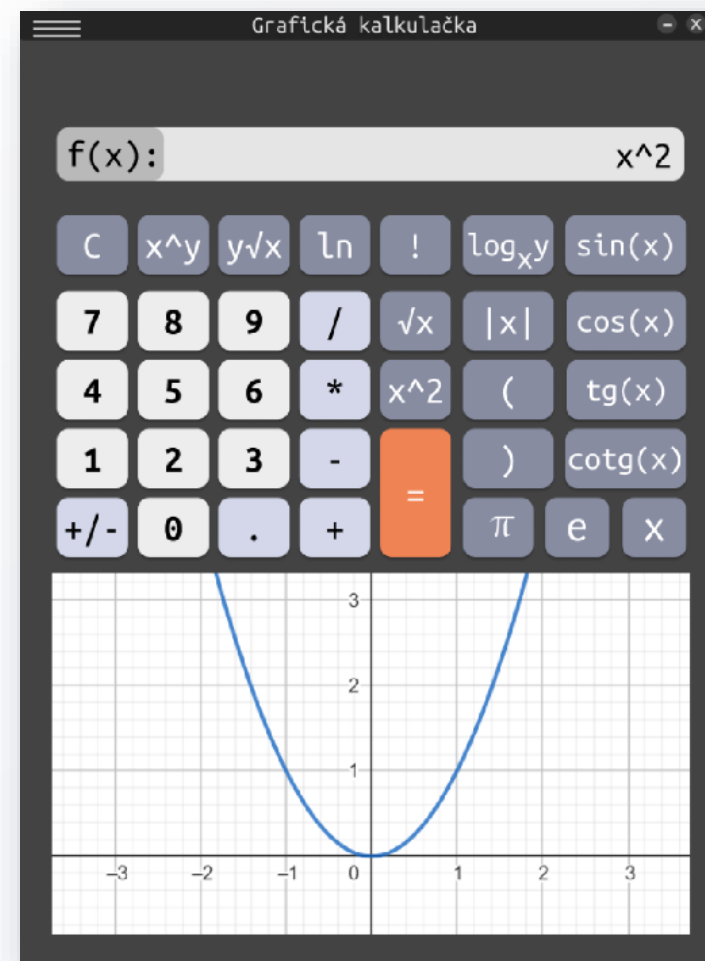 Grafická kalkulačka
f(x): x^2
C x^y y√x ln ! logₓy sin(x)
7 8 9 / √x |x| cos(x)
4 5 6 * x^2 ( tg(x)
1 2 3 - = ) cotg(x)
+/- 0 . + π e x
3
2
1
-3 -2 -1 0 1 2 3